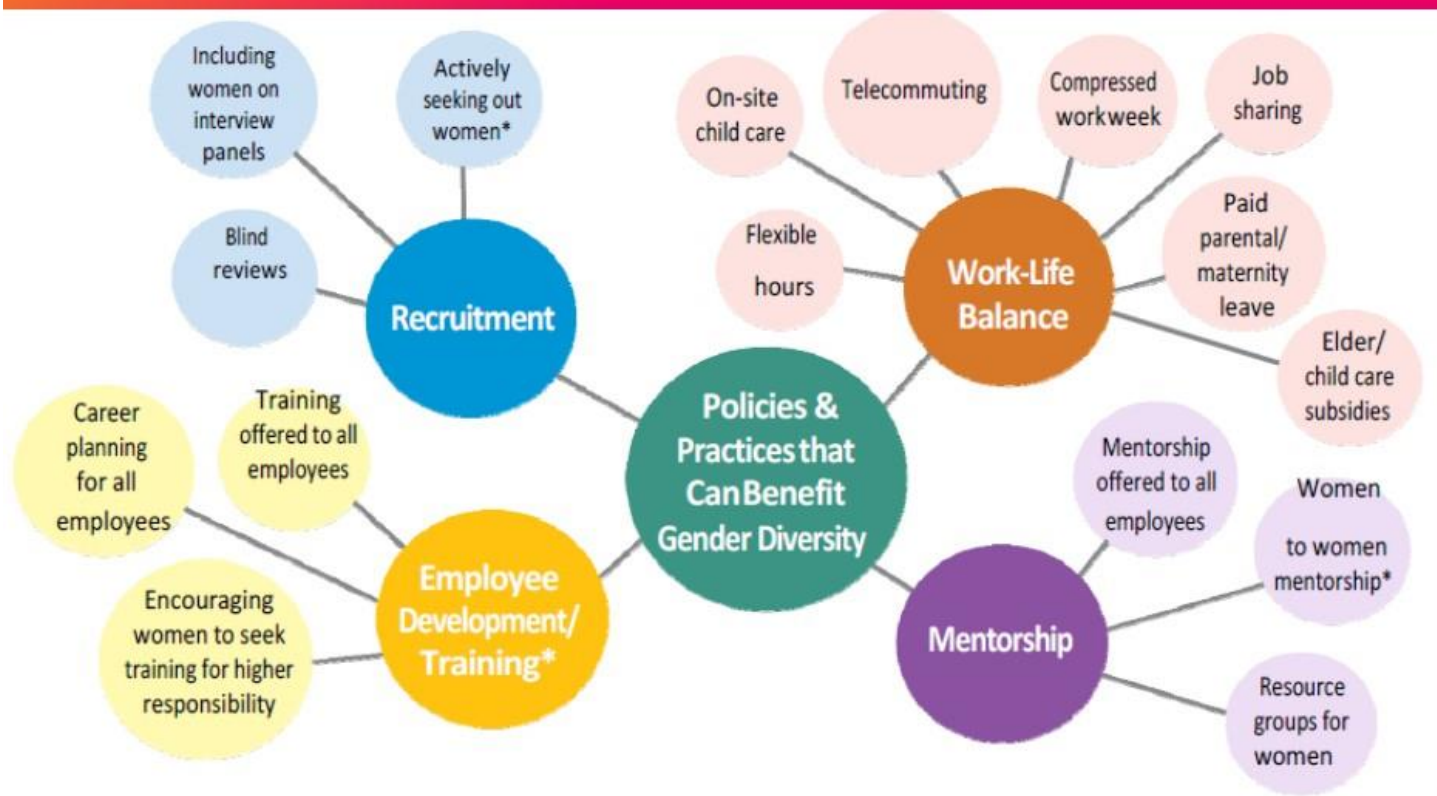 Including
women on
interview
panels
Actively
seeking out
women*
Blind
reviews
Recruitment
On-site
child care
Telecommuting
Compressed
workweek
Job
sharing
Flexible
hours
Work-Life
Balance
Paid
parental/
maternity
leave
Elder/
child care
subsidies
Policies &
Practices that
Can Benefit
Gender Diversity
Career
planning
for all
employees
Training
offered to all
employees
Encouraging
women to seek
training for higher
responsibility
Employee
Development/
Training*
Mentorship
offered to all
employees
Women
to women
mentorship*
Mentorship
Resource
groups for
women